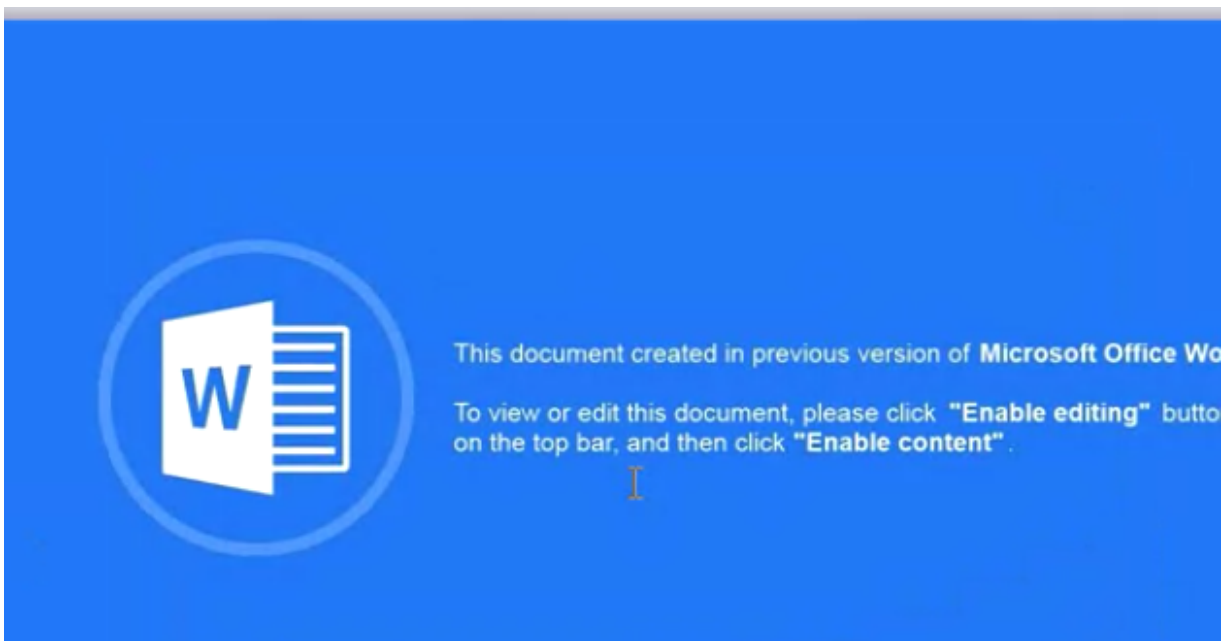 W
This document created in previous version of Microsoft Office Wo
To view or edit this document, please click "Enable editing" butto
on the top bar, and then click "Enable content".